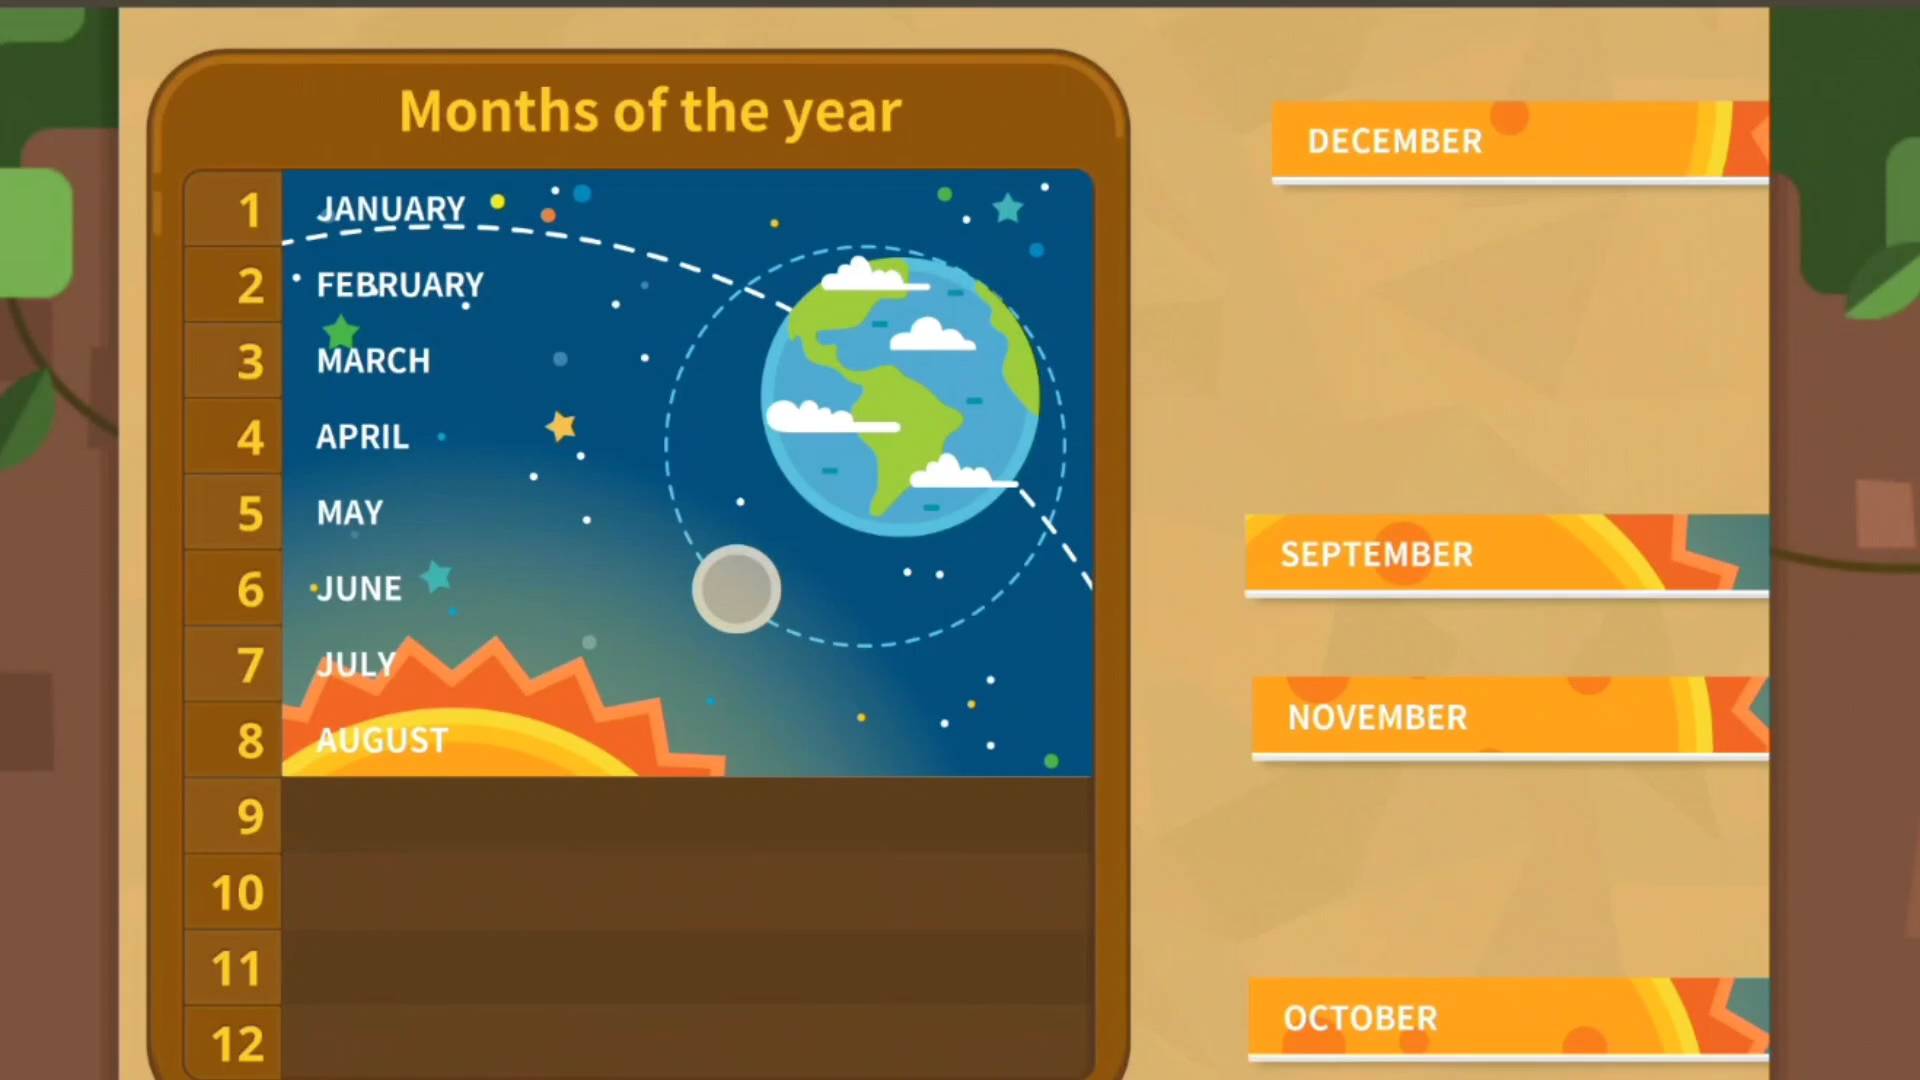 Months of the year
1 JANUARY
2 FEBRUARY
3 MARCH
4 APRIL
5 MAY
6 JUNE
7 JULY
8 AUGUST
9
10
11
12
DECEMBER
SEPTEMBER
NOVEMBER
OCTOBER